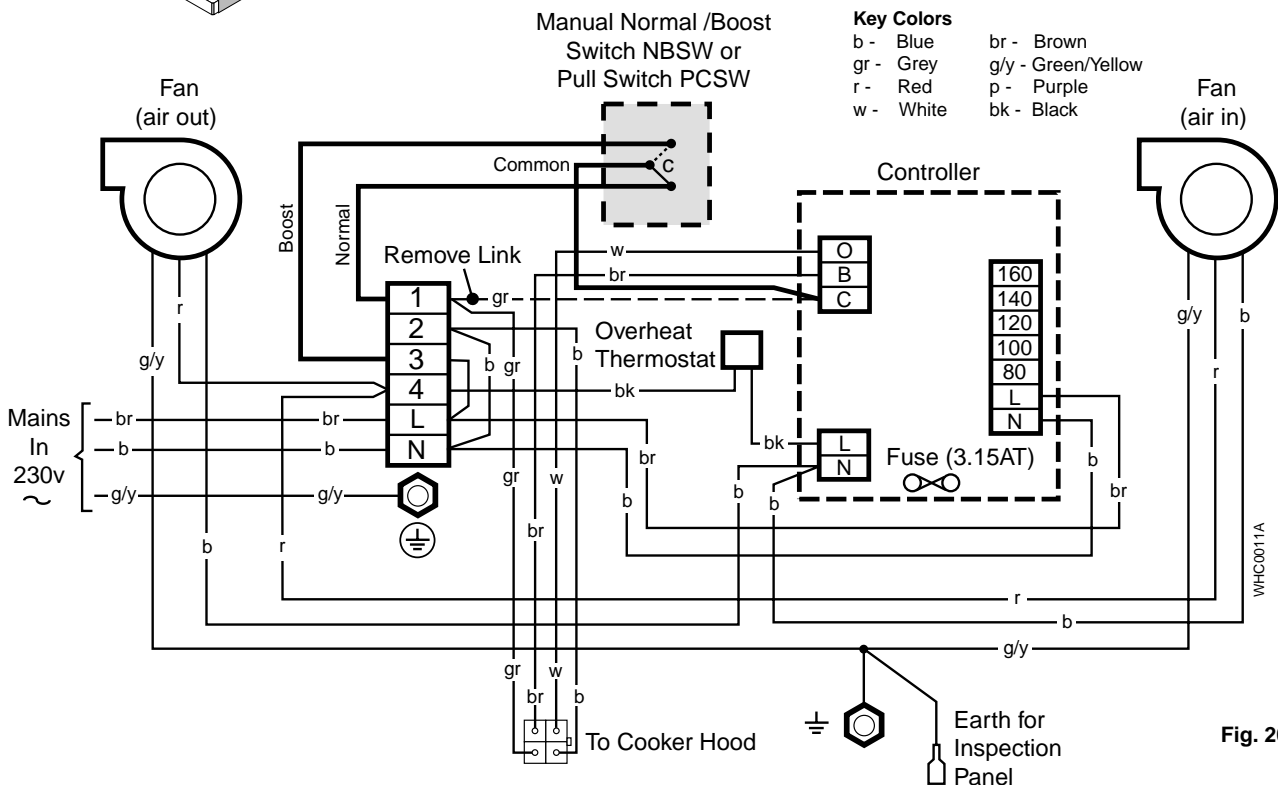 Manual Normal /Boost
Switch NBSW or
Pull Switch PCSW
Key Colors
b - Blue
br - Brown
gr - Grey
g/y - Green/Yellow
r - Red
p - Purple
w - White
bk - Black
Fan
(air out)
Fan
(air in)
Common
C
Controller
Boost
Normal
Remove Link
w
br
gr
O
B
C
160
140
120
100
80
L
N
1
2
3
4
L
N
r
g/y
b
gr
b
Overheat
Thermostat
bk
bk
L
N
Fuse (3.15AT)
g/y
r
b
Mains
In
230v
br
br
b
b
g/y
g/y
gr
w
br
b
b
b
b
br
br
b
r
r
b
g/y
gr
br
w
b
To Cooker Hood
Earth for
Inspection
Panel
WHC0011A